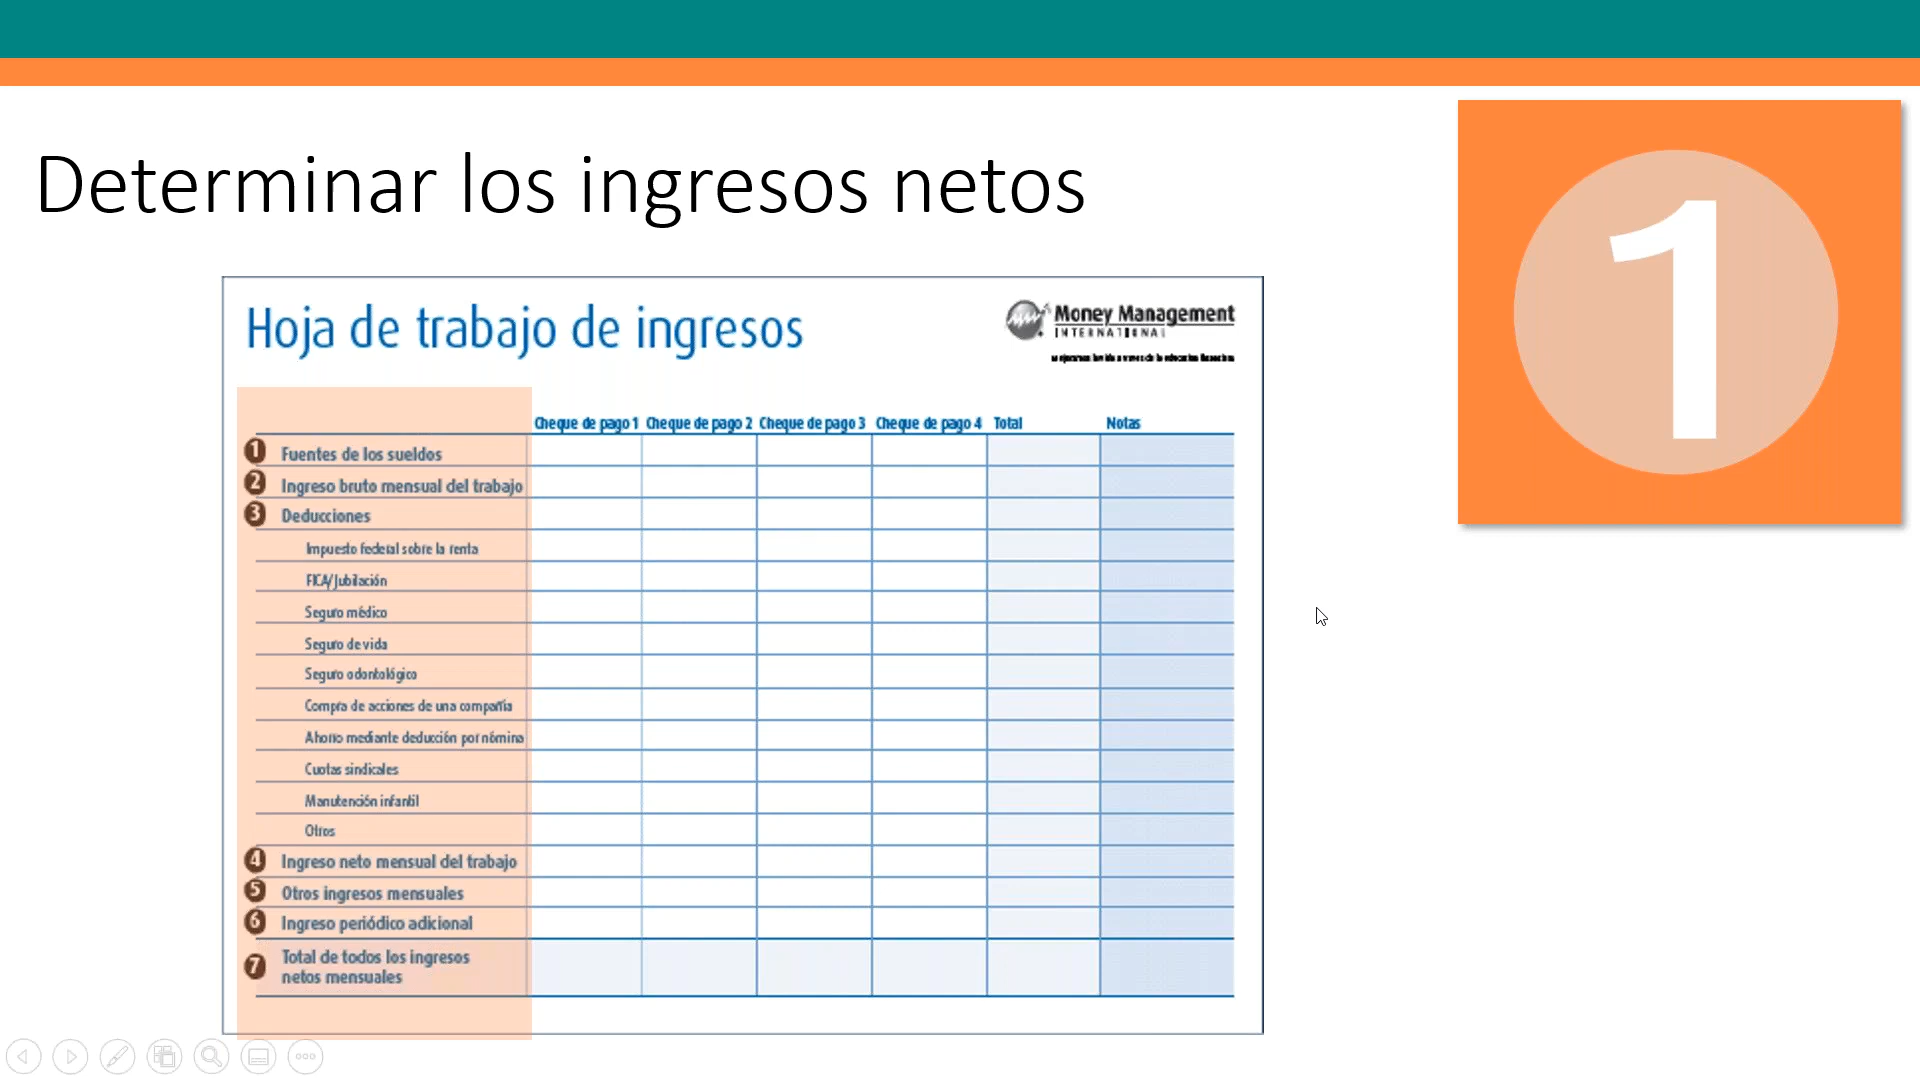 Determinar los ingresos netos
1
Hoja de trabajo de ingresos
Money Management
INTERNATIONAL
Cheque de pago 1 Cheque de pago 2 Cheque de pago 3 Cheque de pago 4 Total Notas
1 Fuentes de los sueldos
2 Ingreso bruto mensual del trabajo
3 Deducciones
Impuesto federal sobre la renta
FICA/Jubilación
Seguro médico
Seguro de vida
Seguro odontológico
Compra de acciones de una compañía
Ahorro mediante deducción por nómina
Cuotas sindicales
Manutención infantil
Otros
4 Ingreso neto mensual del trabajo
5 Otros ingresos mensuales
6 Ingreso periódico adicional
7 Total de todos los ingresos
netos mensuales